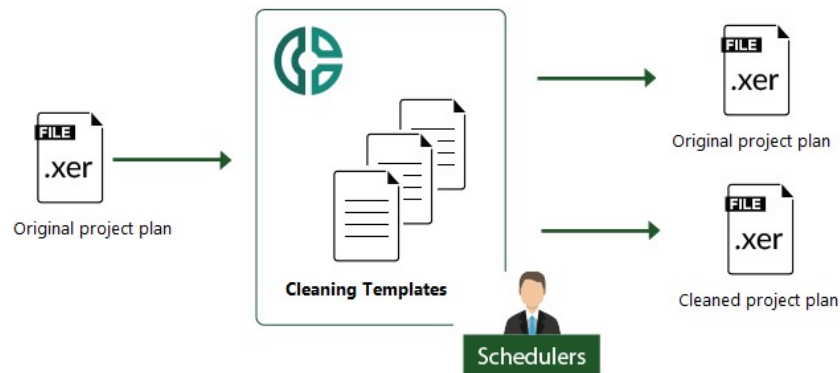 FILE
.xer
Original project plan
Cleaning Templates
Schedulers
FILE
.xer
Original project plan
FILE
.xer
Cleaned project plan